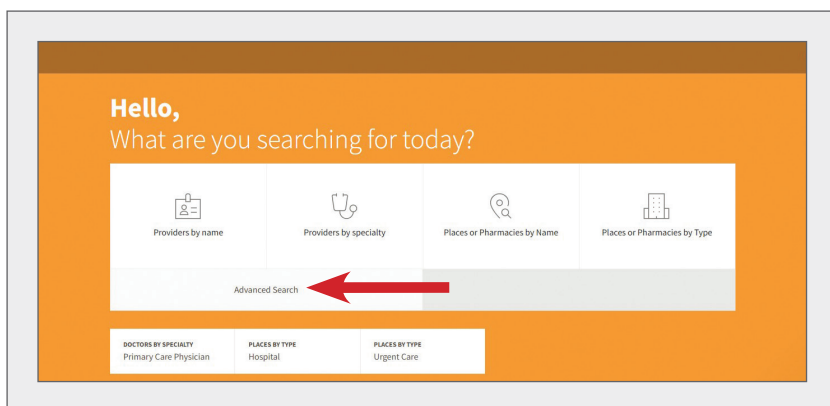 Hello,
What are you searching for today?
Providers by name
Providers by specialty
Places or Pharmacies by Name
Places or Pharmacies by Type
Advanced Search
DOCTORS BY SPECIALTY
Primary Care Physician
PLACES BY TYPE
Hospital
PLACES BY TYPE
Urgent Care